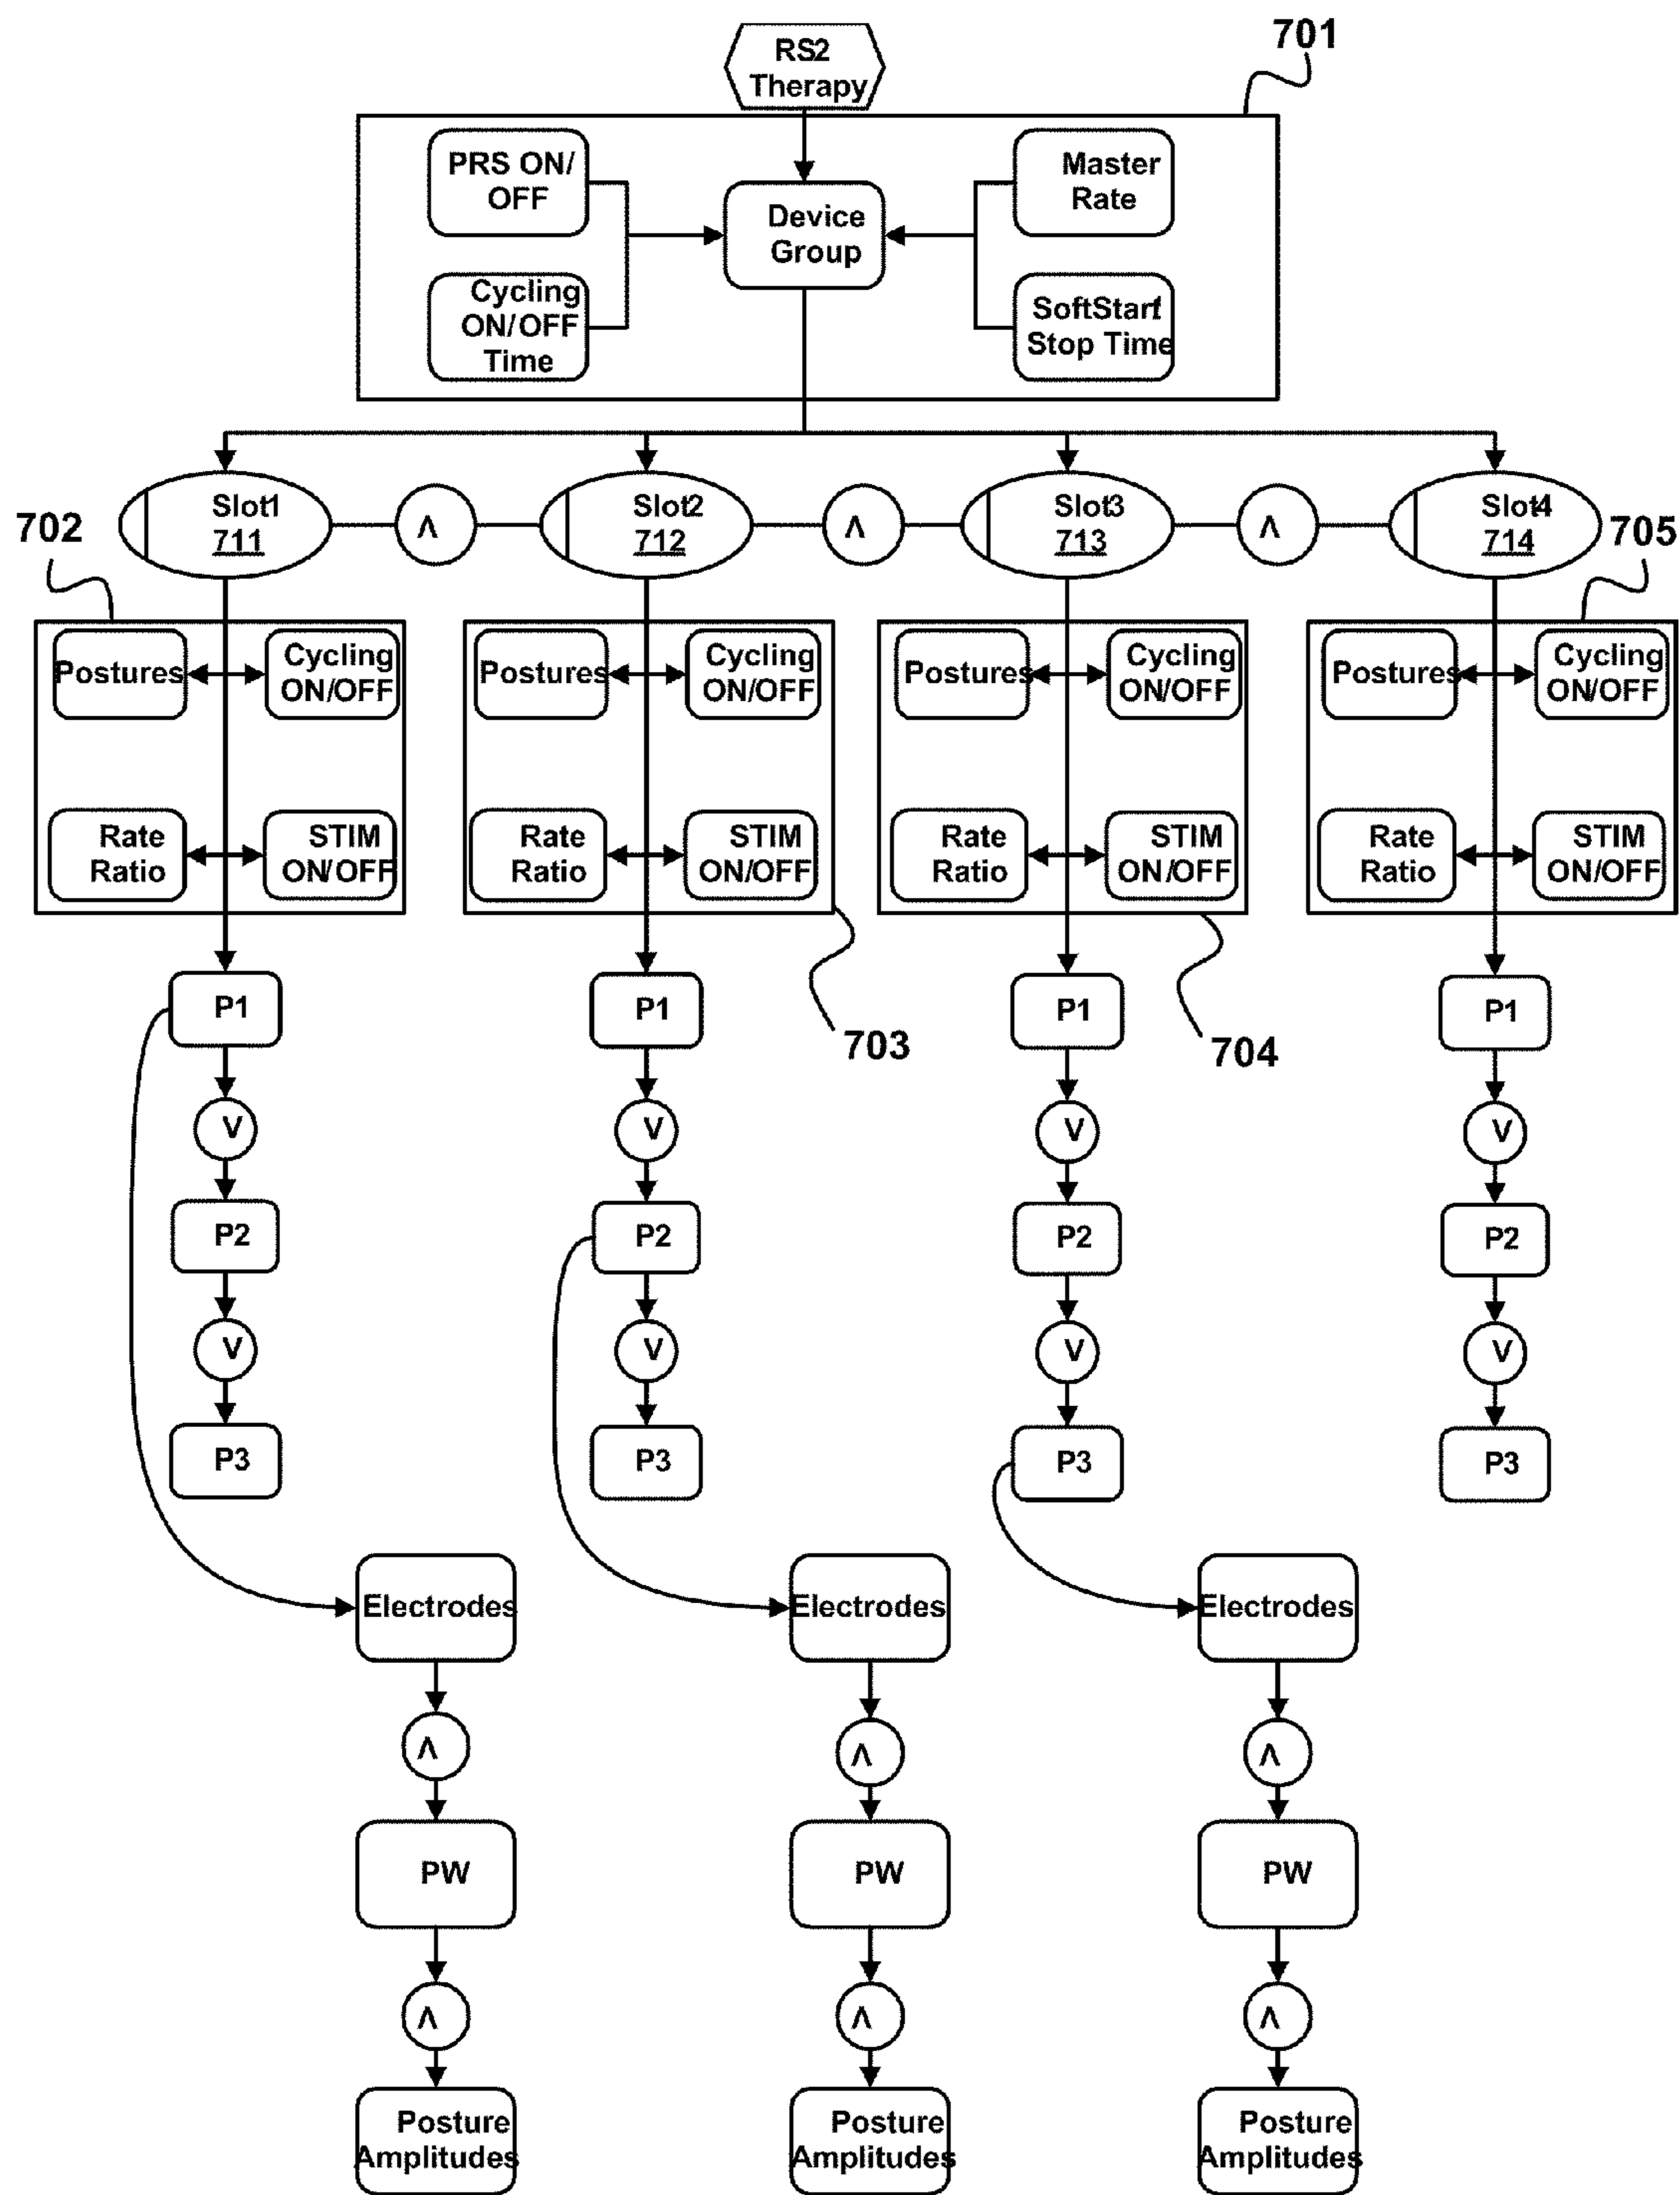 701
RS2
Therapy
PRS ON/
OFF
Master
Rate
Device
Group
Cycling
ON/OFF
Time
SoftStart
Stop Time
Slot1
711
Λ
Slot2
712
Λ
Slot3
713
Λ
Slot4
714
702
705
Postures
Cycling
ON/OFF
Postures
Cycling
ON/OFF
Postures
Cycling
ON/OFF
Postures
Cycling
ON/OFF
Rate
Ratio
STIM
ON/OFF
Rate
Ratio
STIM
ON/OFF
Rate
Ratio
STIM
ON/OFF
Rate
Ratio
STIM
ON/OFF
P1
P1
P1
P1
703
704
V
V
V
V
P2
P2
P2
P2
V
V
V
V
P3
P3
P3
P3
Electrodes
Electrodes
Electrodes
Λ
Λ
Λ
PW
PW
PW
Λ
Λ
Λ
Posture
Amplitudes
Posture
Amplitudes
Posture
Amplitudes